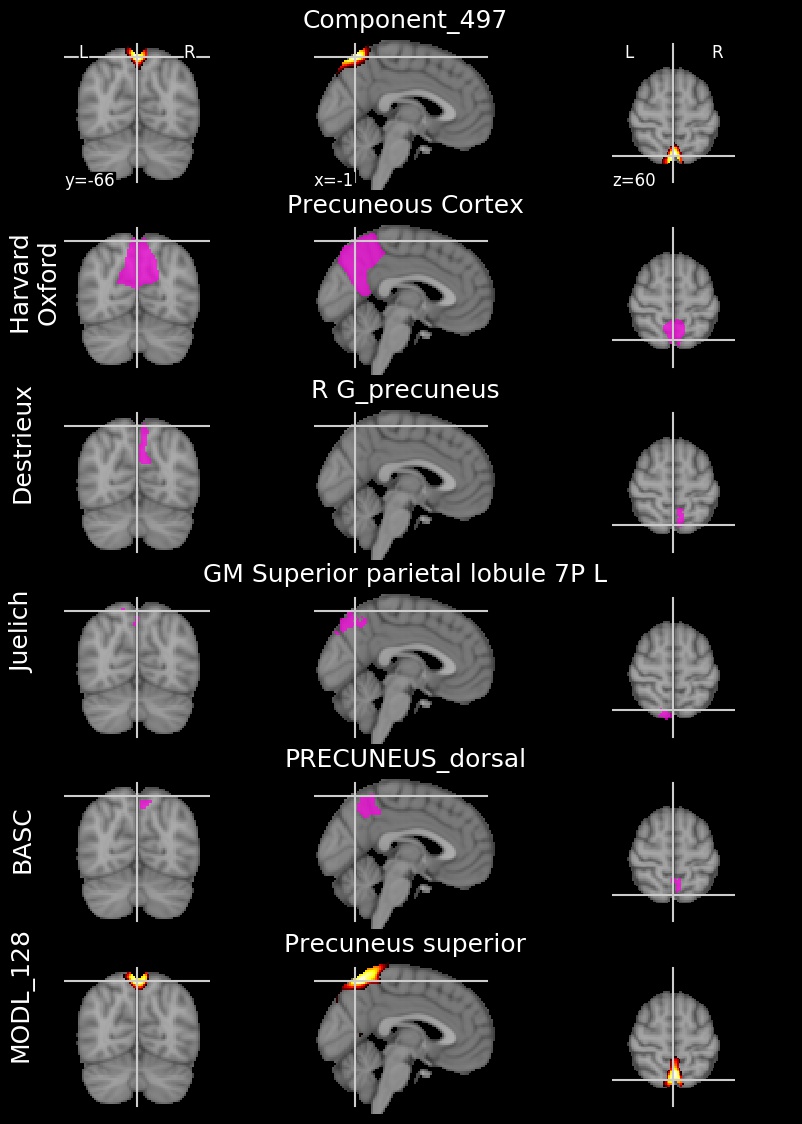 Component_497
L R
L R
y=-66
x=-1
z=60
Precuneous Cortex
Harvard
Oxford
R G_precuneus
Destrieux
GM Superior parietal lobule 7P L
Juelich
PRECUNEUS_dorsal
BASC
Precuneus superior
MODL_128